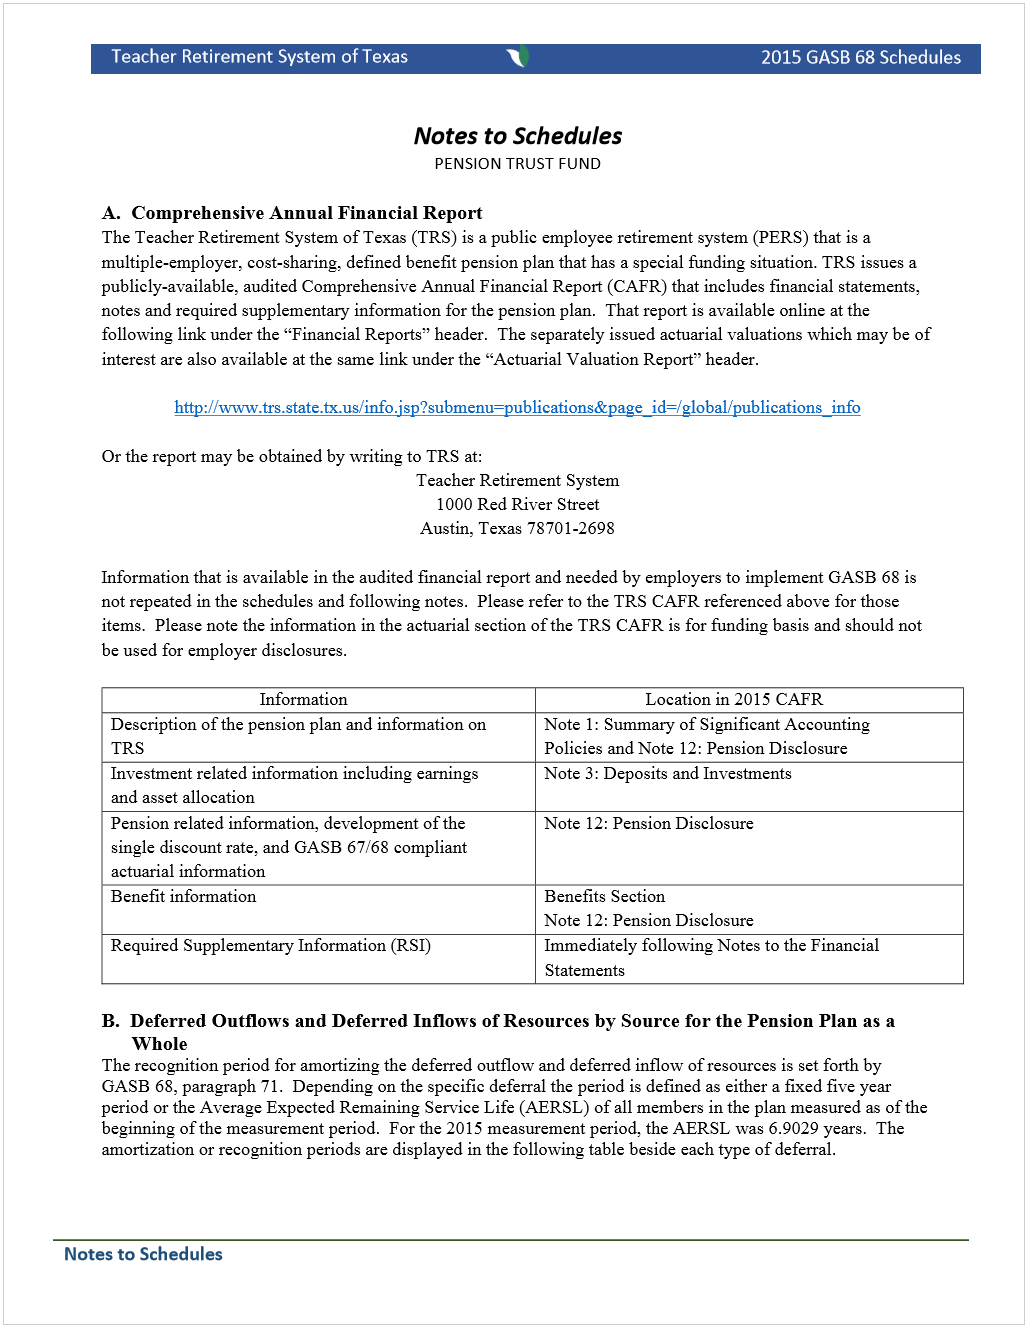 Teacher Retirement System of Texas
2015 GASB 68 Schedules
Notes to Schedules
PENSION TRUST FUND
A.  Comprehensive Annual Financial Report
The Teacher Retirement System of Texas (TRS) is a public employee retirement system (PERS) that is a
multiple-employer, cost-sharing, defined benefit pension plan that has a special funding situation. TRS issues a
publicly-available, audited Comprehensive Annual Financial Report (CAFR) that includes financial statements,
notes and required supplementary information for the pension plan.  That report is available online at the
following link under the “Financial Reports” header.  The separately issued actuarial valuations which may be of
interest are also available at the same link under the “Actuarial Valuation Report” header.
http://www.trs.state.tx.us/info.jsp?submenu=publications&page_id=/global/publications_info
Or the report may be obtained by writing to TRS at:
Teacher Retirement System
1000 Red River Street
Austin, Texas 78701-2698
Information that is available in the audited financial report and needed by employers to implement GASB 68 is
not repeated in the schedules and following notes.  Please refer to the TRS CAFR referenced above for those
items.  Please note the information in the actuarial section of the TRS CAFR is for funding basis and should not
be used for employer disclosures.
Information
Location in 2015 CAFR
Description of the pension plan and information on
TRS
Note 1: Summary of Significant Accounting
Policies and Note 12: Pension Disclosure
Investment related information including earnings
and asset allocation
Note 3: Deposits and Investments
Pension related information, development of the
single discount rate, and GASB 67/68 compliant
actuarial information
Note 12: Pension Disclosure
Benefit information
Benefits Section
Note 12: Pension Disclosure
Required Supplementary Information (RSI)
Immediately following Notes to the Financial
Statements
B.  Deferred Outflows and Deferred Inflows of Resources by Source for the Pension Plan as a
Whole
The recognition period for amortizing the deferred outflow and deferred inflow of resources is set forth by
GASB 68, paragraph 71.  Depending on the specific deferral the period is defined as either a fixed five year
period or the Average Expected Remaining Service Life (AERSL) of all members in the plan measured as of the
beginning of the measurement period.  For the 2015 measurement period, the AERSL was 6.9029 years.  The
amortization or recognition periods are displayed in the following table beside each type of deferral.
Notes to Schedules